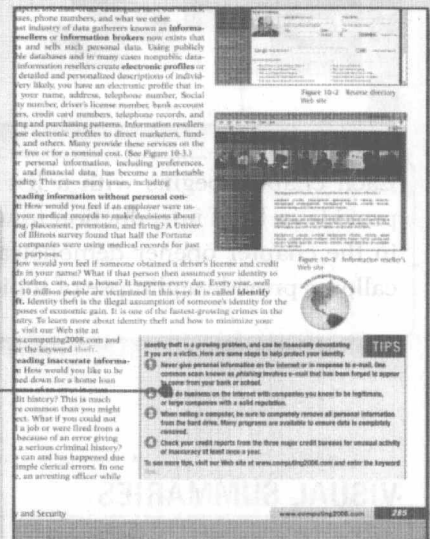 ses, phone numbers, and what we order.
st industry of data gatherers known as informa-
resellers or information brokers now exists that
s and sells such personal data. Using publicly
ble databases and in many cases nonpublic data-
information resellers create electronic profiles or
detailed and personalized descriptions of individ-
Very likely, you have an electronic profile that in-
your name, address, telephone number, Social
ty number, driver's license number, bank account
ers, credit card numbers, telephone records, and
ing and purchasing patterns. Information resellers
ese electronic profiles to direct marketers, fund-
, and others. Many provide these services on the
or free or for a nominal cost. (See Figure 10-3.)
r personal information, including preferences,
, and financial data, has become a marketable
odity. This raises many issues, including
eading information without personal con-
How would you feel if an employer were us-
your medical records to make decisions about
ng, placement, promotion, and firing? A Univer-
of Illinois survey found that half the Fortune
companies were using medical records for just
se purposes.
How would you feel if someone obtained a driver's license and credit
ds in your name? What if that person then assumed your identity to
clothes, cars, and a house? It happens every day. Every year, well
r 10 million people are victimized in this way. It is called identity
ft. Identity theft is the illegal assumption of someone's identity for the
poses of economic gain. It is one of the fastest-growing crimes in the
ntry. To learn more about identity theft and how to minimize your
, visit our Web site at
w.computing2008.com and
er the keyword theft.
eading inaccurate informa-
: How would you like to be
ned down for a home loan
dit history? This is much
e common than you might
ect. What if you could not
l a job or were fired from a
because of an error giving
a serious criminal history?
s can and has happened due
imple clerical errors. In one
e, an arresting officer while
y and Security
Figure 10-2 Reverse directory
Web site
Figure 10-3 Information reseller's
Web site
TIPS
Identity theft is a growing problem, and can be financially devastating
if you are a victim. Here are some steps to help protect your identity.
1 Never give personal information on the internet or in response to e-mail. One
common scam known as phishing involves e-mail that has been forged to appear
to come from your bank or school.
do business on the internet with companies you know to be legitimate,
or large companies with a solid reputation.
3 When selling a computer, be sure to completely remove all personal information
from the hard drive. Many programs are available to ensure data is completely
removed.
4 Check your credit reports from the three major credit bureaus for unusual activity
or inaccuracy at least once a year.
To see more tips, visit our Web site at www.computing2008.com and enter the keyword
www.computing2008.com 285
VISUAL SUMMARIES